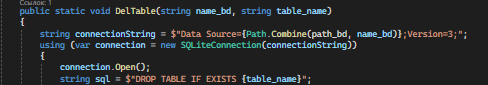 Ссылок: 1
public static void DelTable(string name_bd, string table_name)
{
string connectionString = $"Data Source={Path.Combine(path_bd, name_bd)};Version=3;";
using (var connection = new SQLiteConnection(connectionString))
{
connection.Open();
string sql = $"DROP TABLE IF EXISTS {table_name}";